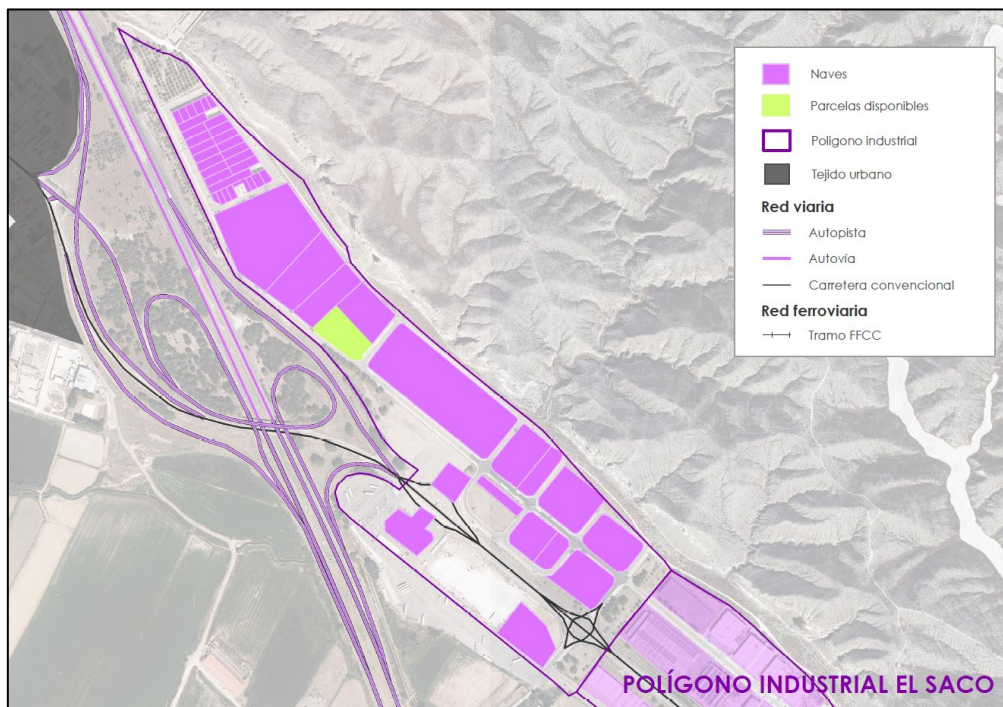 Naves
Parcelas disponibles
Polígono industrial
Tejido urbano
Red viaria
Autopista
Autovía
Carretera convencional
Red ferroviaria
Tramo FFCC
POLÍGONO INDUSTRIAL EL SACO